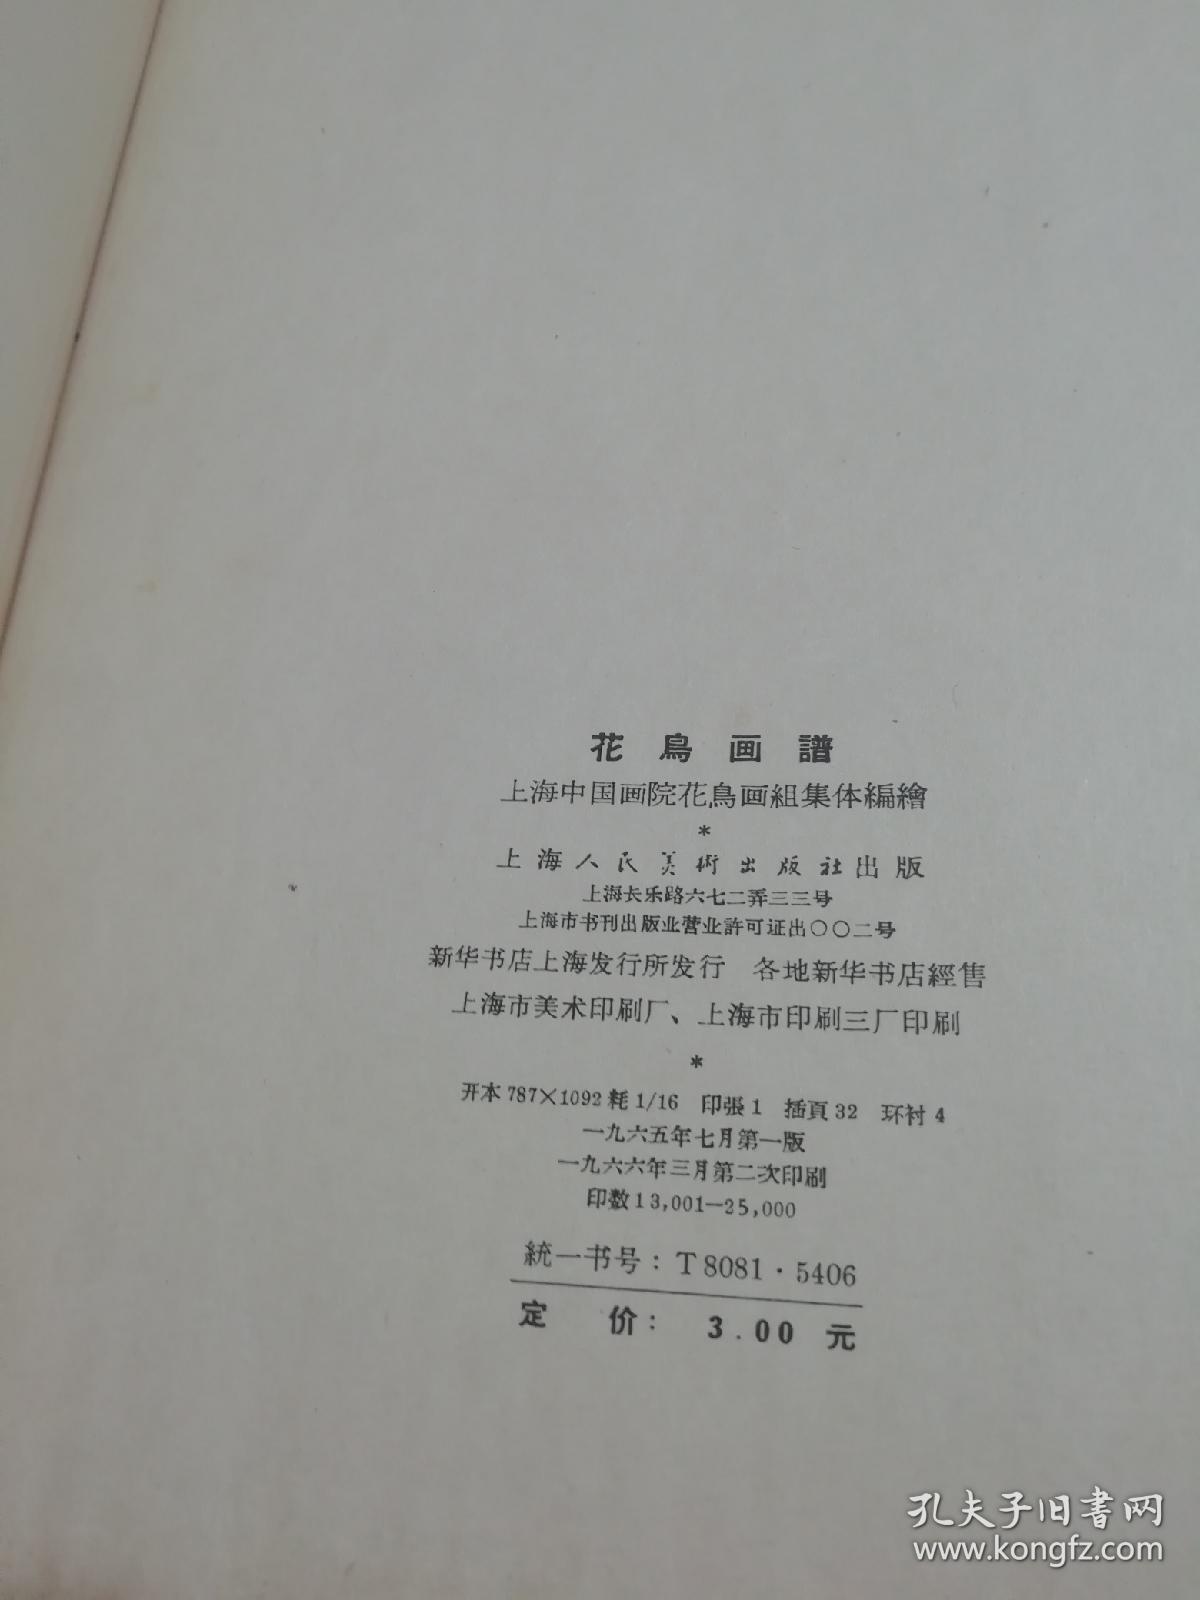 花鳥画譜
上海中国画院花鳥画組集体編繪
*
上海人民美術出版社出版
上海长乐路六七二弄三三号
上海市书刊出版业营业許可证出〇〇二号
新华书店上海发行所发行 各地新华书店經售
上海市美术印刷厂、上海市印刷三厂印刷
*
开本 787×1092 耗 1/16 印張 1 插頁 32 环衬 4
一九六五年七月第一版
一九六六年三月第二次印刷
印数 13,001—25,000
統一书号：T 8081 · 5406
定 价： 3.00 元
孔夫子旧書网
www.kongfz.com